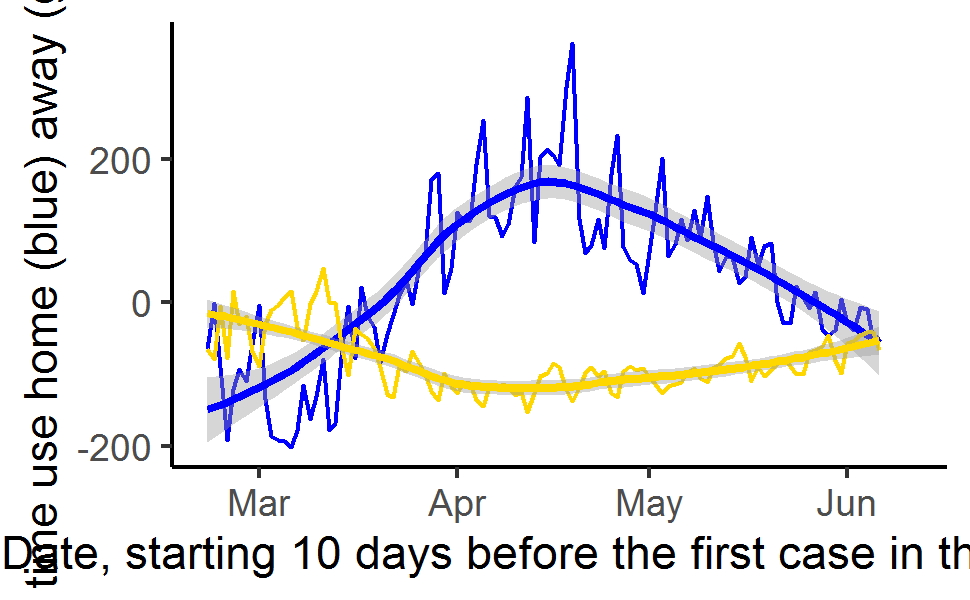 time use home (blue) away (
200
0
-200
Mar Apr May Jun
Date, starting 10 days before the first case in th